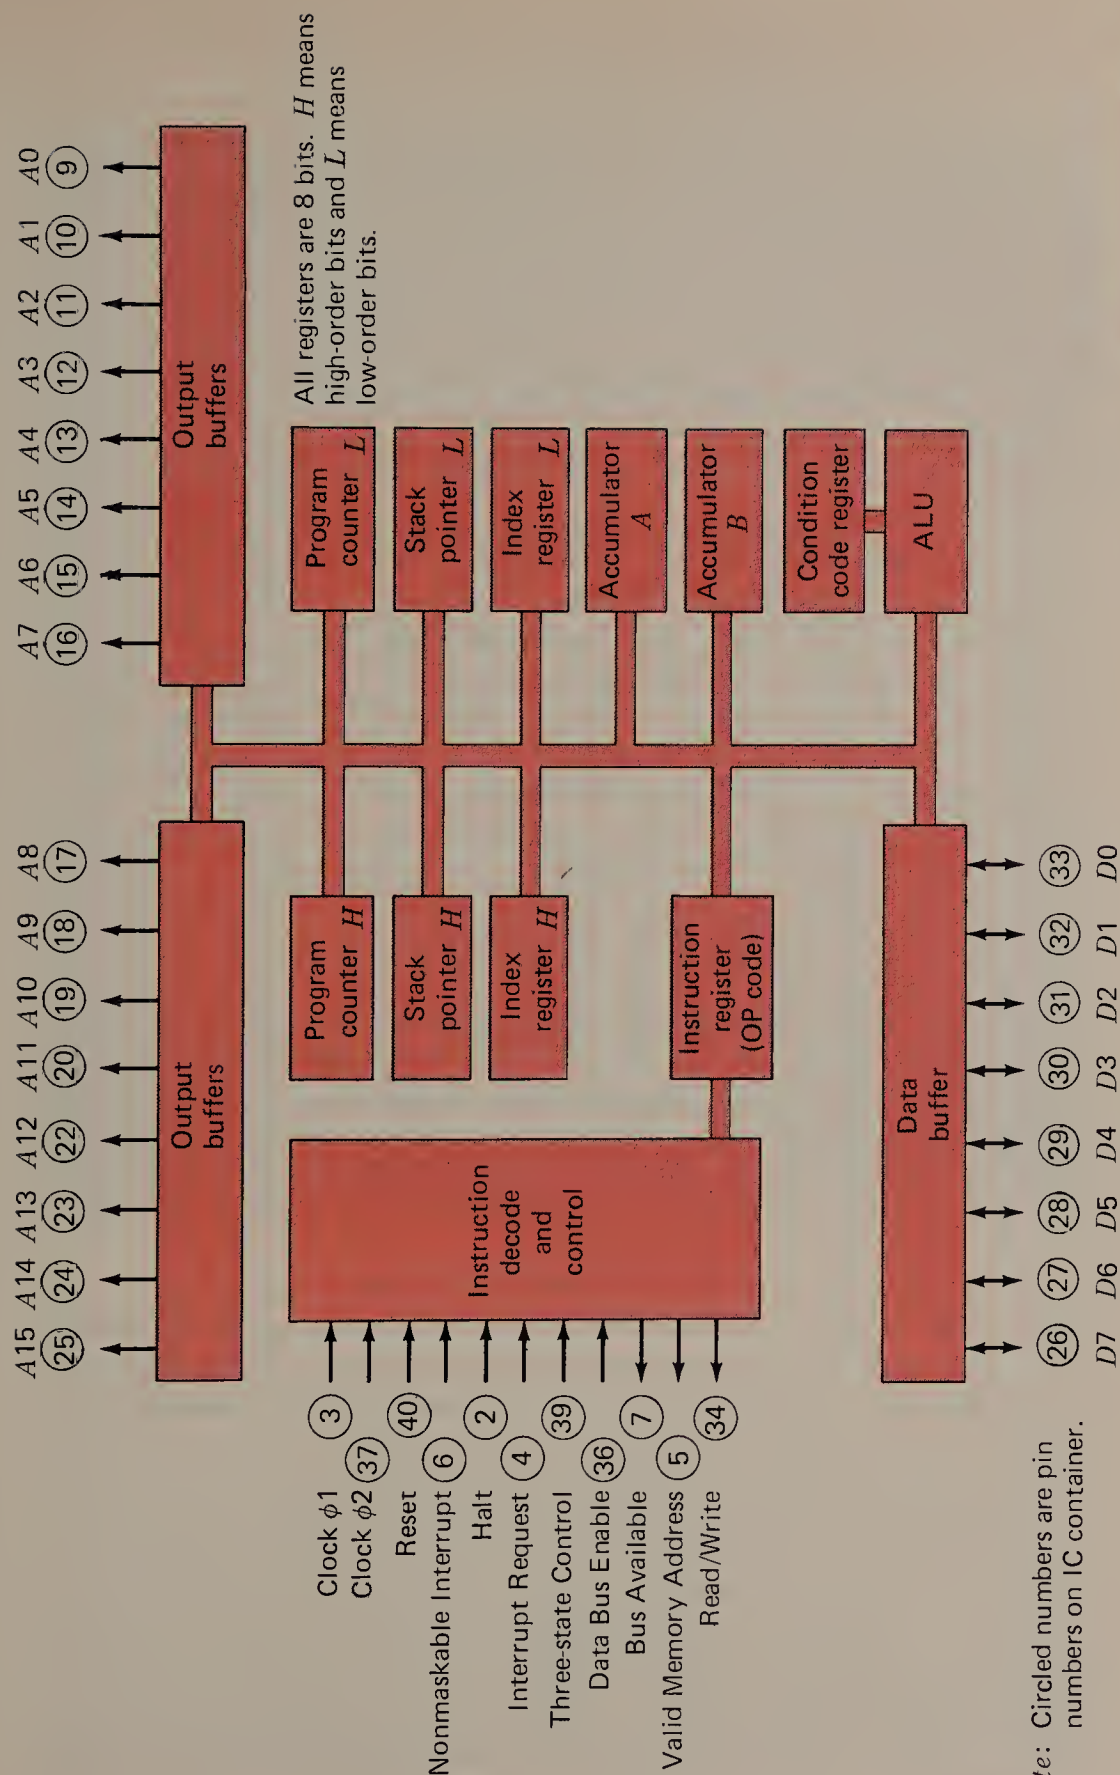 A15 A14 A13 A12 A11 A10 A9 A8 A7 A6 A5 A4 A3 A2 A1 A0
25 24 23 22 20 19 18 17 16 15 14 13 12 11 10 9
Output
buffers
Output
buffers
Clock ϕ1 3
Clock ϕ2 37
Reset 40
Nonmaskable Interrupt 6
Halt 2
Interrupt Request 4
Three-state Control 39
Data Bus Enable 36
Bus Available 7
Valid Memory Address 5
Read/Write 34
Instruction
decode
and
control
Program
counter H
Stack
pointer H
Index
register H
Instruction
register
(OP code)
Program
counter L
Stack
pointer L
Index
register L
Accumulator
A
Accumulator
B
Condition
code register
ALU
All registers are 8 bits. H means
high-order bits and L means
low-order bits.
Data
buffer
26 27 28 29 30 31 32 33
D7 D6 D5 D4 D3 D2 D1 D0
te: Circled numbers are pin
numbers on IC container.